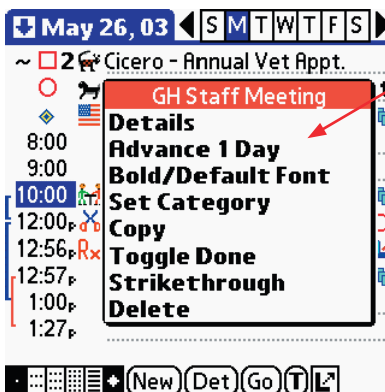 May 26, 03 S M T W T F S
~ 2 Cicero - Annual Vet Appt.
GH Staff Meeting
Details
8:00 Advance 1 Day
9:00 Bold/Default Font
10:00 Set Category
12:00P Copy
12:56P Rx Toggle Done
12:57P Strikethrough
1:00P Delete
1:27P
New Det Go T